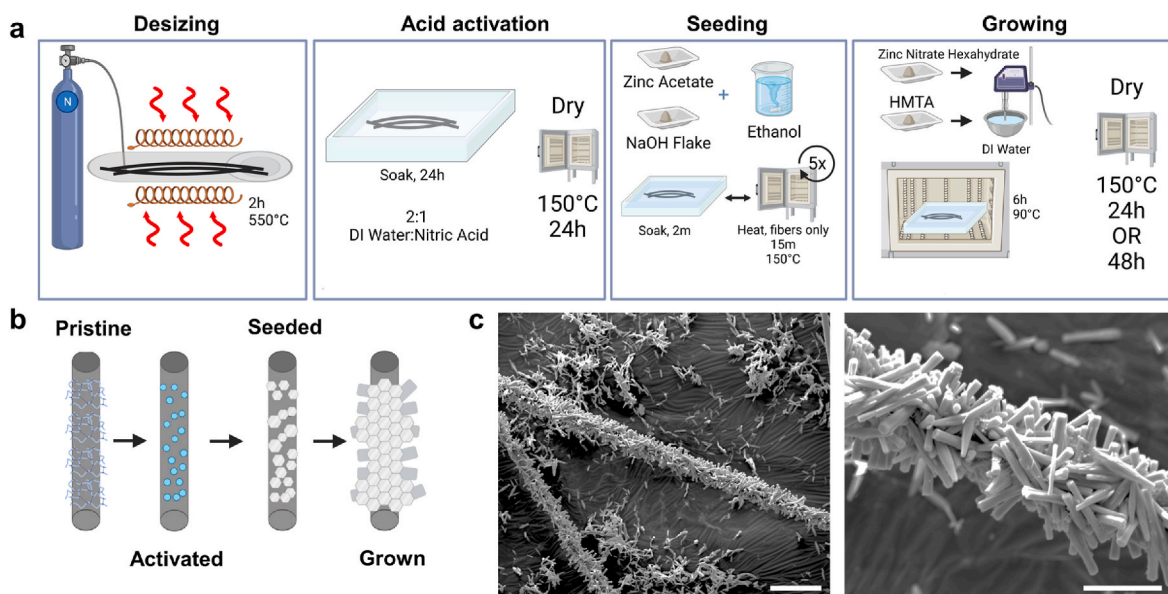 a
Desizing
N
2h
550°C
Acid activation
Soak, 24h
2:1
DI Water:Nitric Acid
Dry
150°C
24h
Seeding
Zinc Acetate
+
NaOH Flake
Ethanol
5x
Soak, 2m
Heat, fibers only
15m
150°C
Growing
Zinc Nitrate Hexahydrate
HMTA
DI Water
6h
90°C
Dry
150°C
24h
OR
48h
b
Pristine
Seeded
Activated
Grown
c